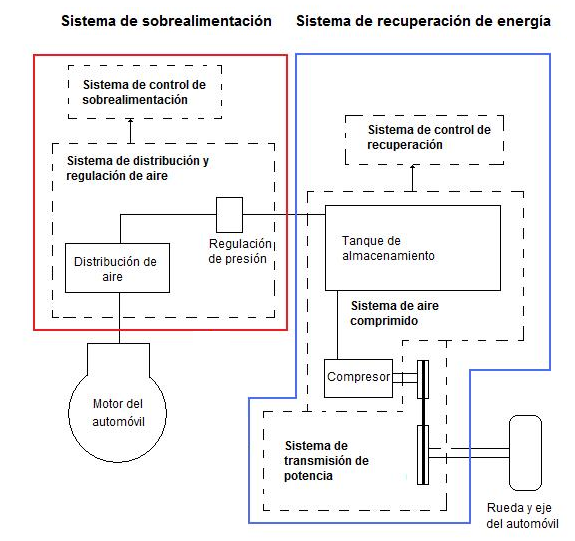 Sistema de sobrealimentación
Sistema de recuperación de energía
Sistema de control de
sobrealimentación
Sistema de control de
recuperación
Sistema de distribución y
regulación de aire
Regulación
de presión
Tanque de
almacenamiento
Distribución de
aire
Sistema de aire
comprimido
Compresor
Motor del
automóvil
Sistema de
transmisión de
potencia
Rueda y eje
del automóvil